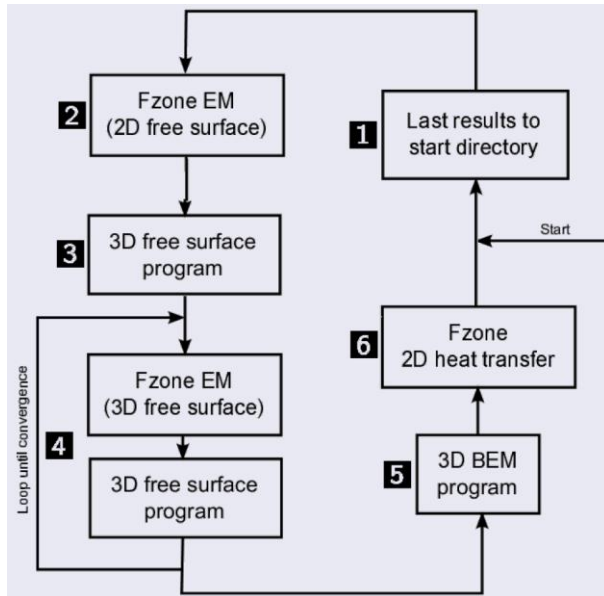 2
Fzone EM
(2D free surface)
1
Last results to
start directory
3
3D free surface
program
Start
Loop until convergence
4
Fzone EM
(3D free surface)
3D free surface
program
6
Fzone
2D heat transfer
5
3D BEM
program